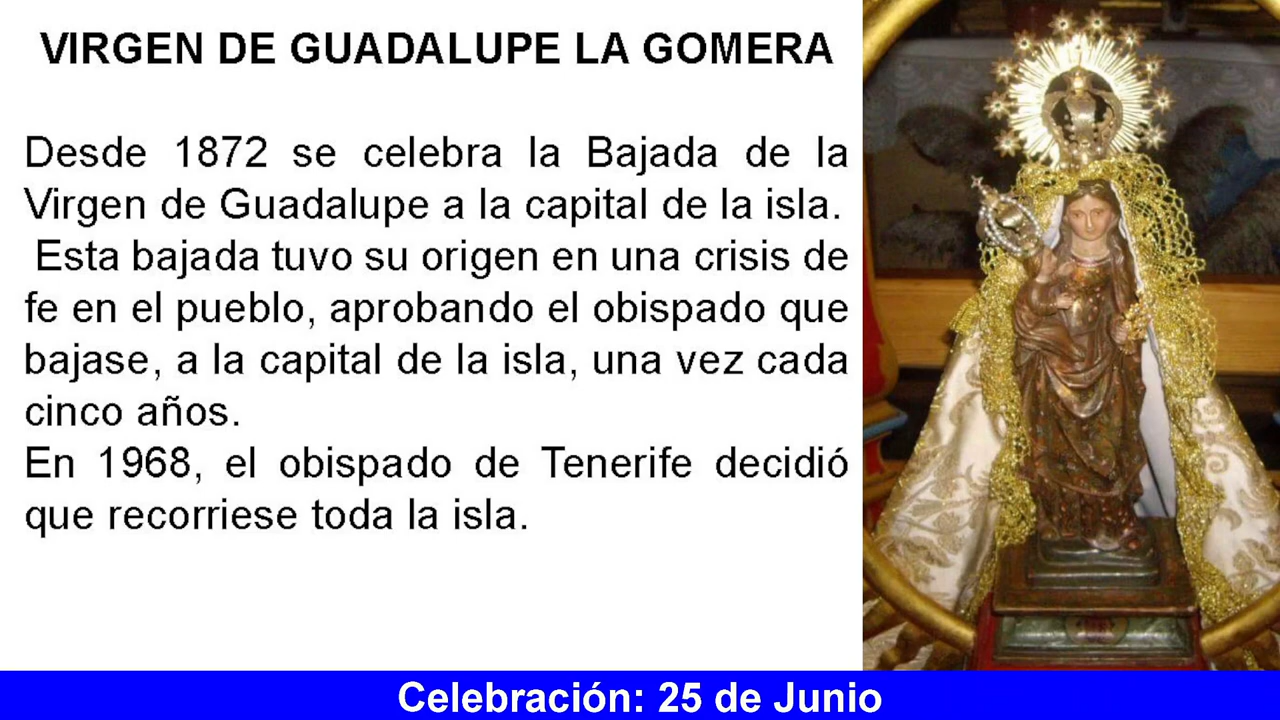 VIRGEN DE GUADALUPE LA GOMERA
Desde 1872 se celebra la Bajada de la
Virgen de Guadalupe a la capital de la isla.
Esta bajada tuvo su origen en una crisis de
fe en el pueblo, aprobando el obispado que
bajase, a la capital de la isla, una vez cada
cinco años.
En 1968, el obispado de Tenerife decidió
que recorriese toda la isla.
Celebración: 25 de Junio